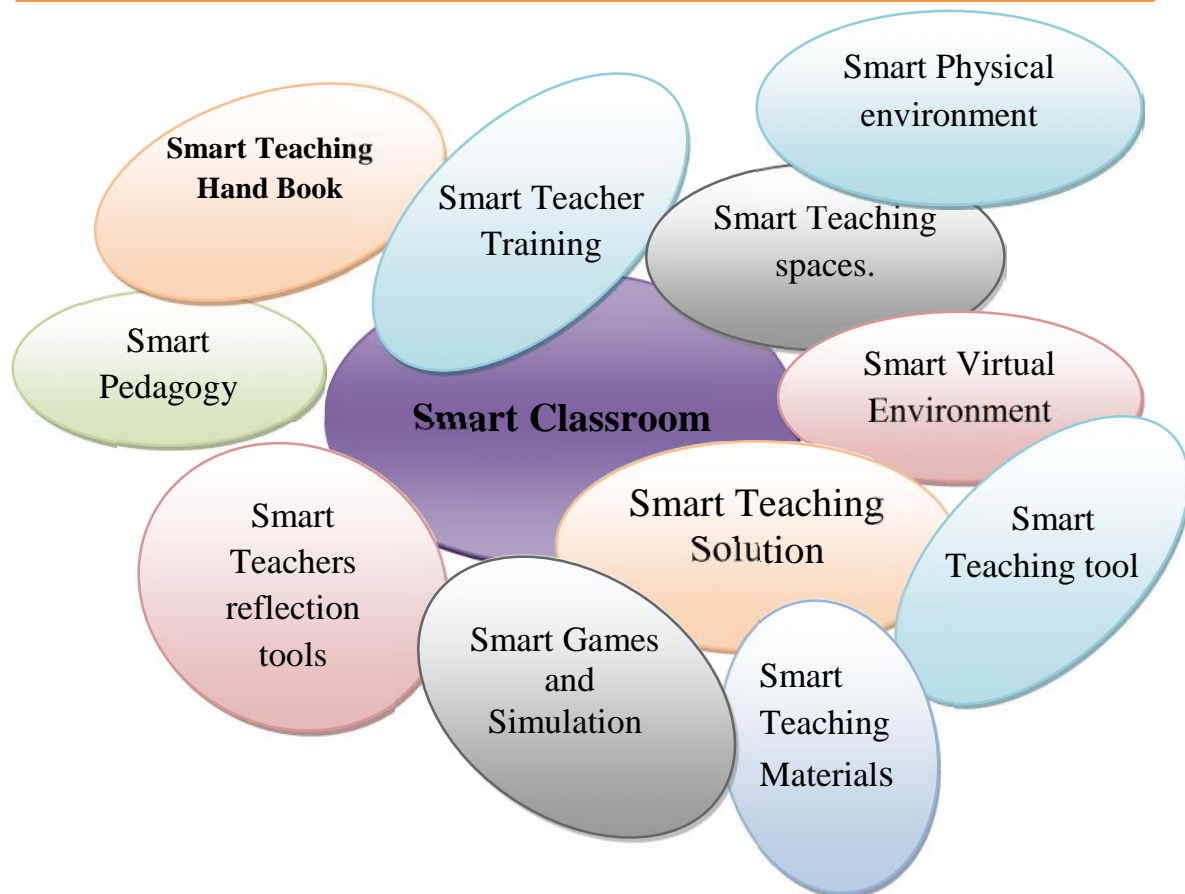 Smart Physical
environment
Smart Teaching
Hand Book
Smart Teacher
Training
Smart Teaching
spaces.
Smart
Pedagogy
Smart Virtual
Environment
Smart Classroom
Smart Teaching
Solution
Smart
Teaching tool
Smart
Teachers
reflection
tools
Smart Games
and
Simulation
Smart
Teaching
Materials